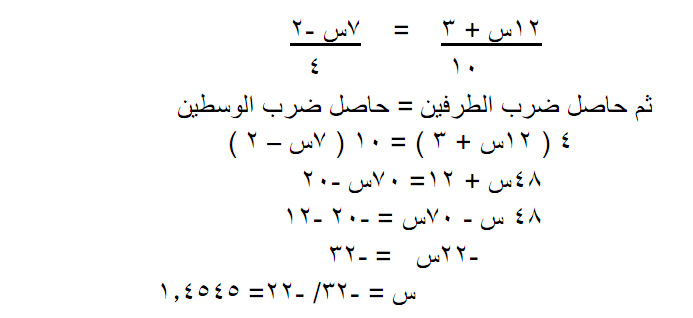 ١٢س + ٣ = ٧س -٢
١٠ ٤
ثم حاصل ضرب الطرفين = حاصل ضرب الوسطين
٤ ( ١٢س + ٣ ) = ١٠ ( ٧س – ٢ )
٤٨س + ١٢= ٧٠س -٢٠
٤٨ س - ٧٠س = -٢٠ -١٢
-٢٢س = -٣٢
س = -٣٢/ -٢٢= ١,٤٥٤٥